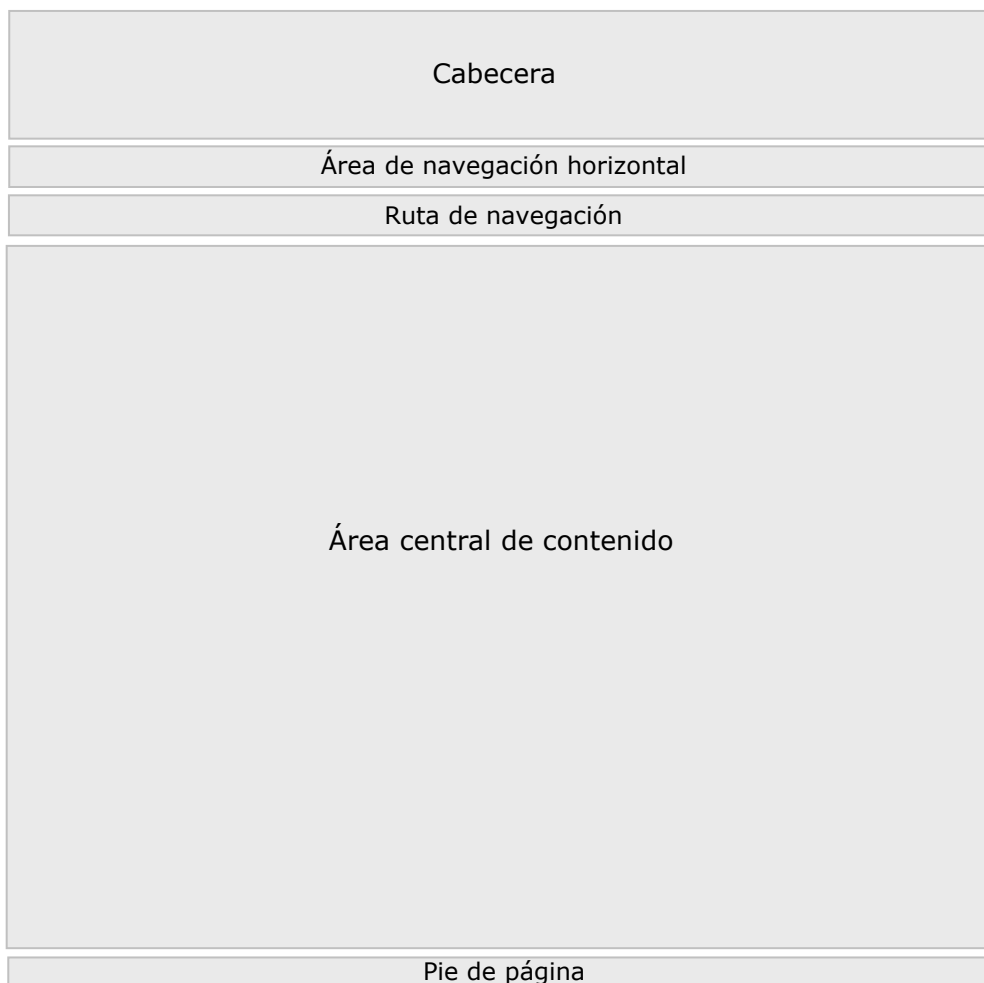 Cabecera
Área de navegación horizontal
Ruta de navegación
Área central de contenido
Pie de página